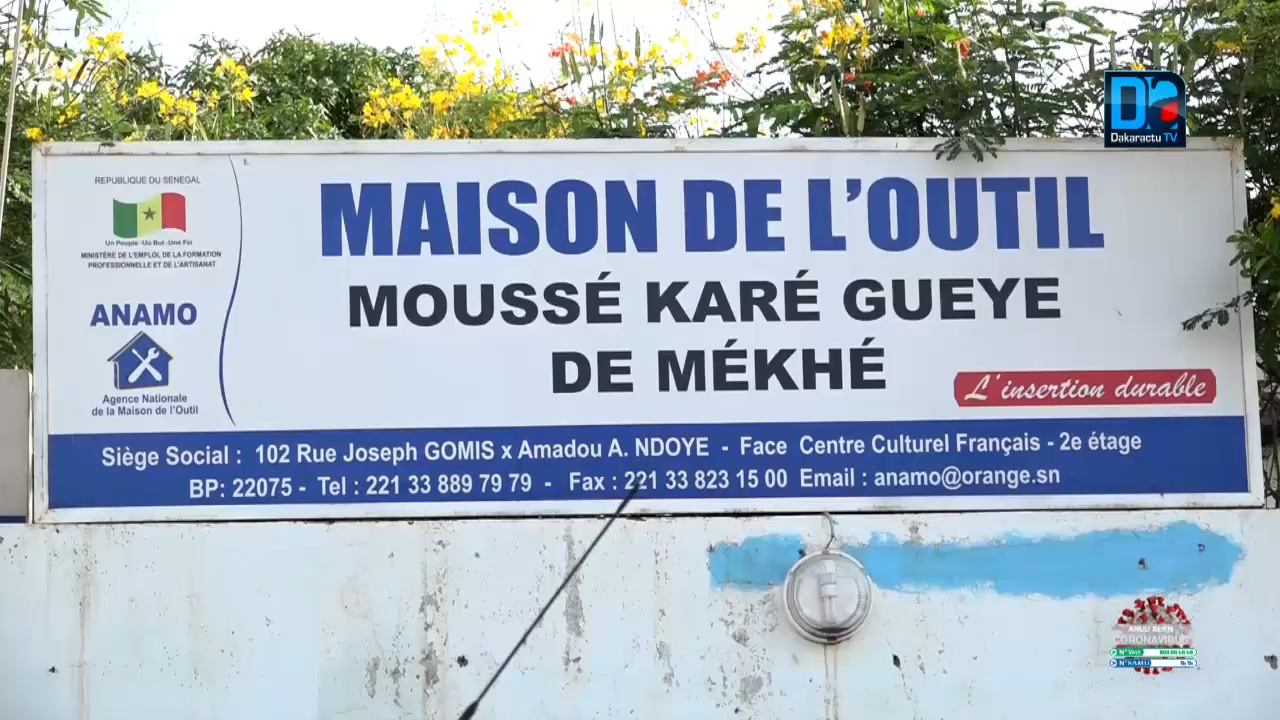 Dakaractu TV
REPUBLIQUE DU SENEGAL
Un Peuple -Uu But -Une Foi
MINISTÈRE DE L'EMPLOI, DE LA FORMATION
PROFESSIONNELLE ET DE L'ARTISANAT
ANAMO
Agence Nationale
de la Maison de l'Outil
MAISON DE L'OUTIL
MOUSSÉ KARÉ GUEYE
DE MÉKHÉ
L'insertion durable
Siège Social : 102 Rue Joseph GOMIS x Amadou A. NDOYE - Face Centre Culturel Français - 2e étage
BP: 22075 - Tel : 221 33 889 79 79 - Fax : 221 33 823 15 00 Email : anamo@orange.sn
CORONAVIRUS